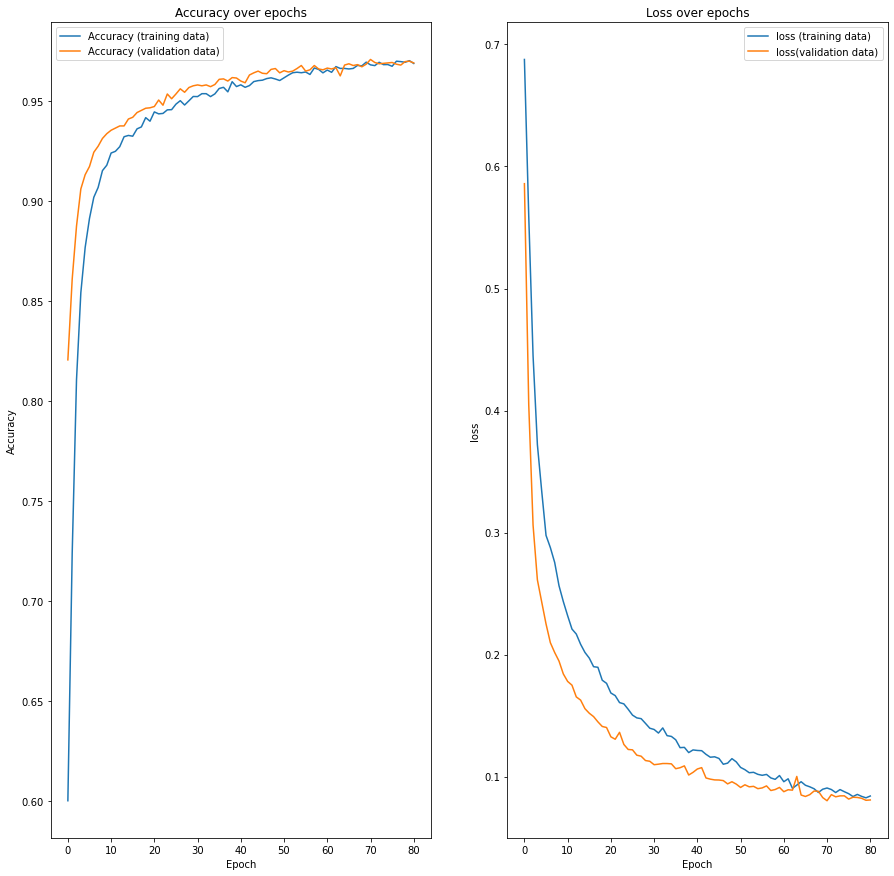 Accuracy over epochs
Accuracy (training data)
Accuracy (validation data)
0.95
0.90
0.85
0.80
0.75
0.70
0.65
0.60
Accuracy
0 10 20 30 40 50 60 70 80
Epoch
Loss over epochs
loss (training data)
loss(validation data)
0.7
0.6
0.5
0.4
0.3
0.2
0.1
loss
0 10 20 30 40 50 60 70 80
Epoch